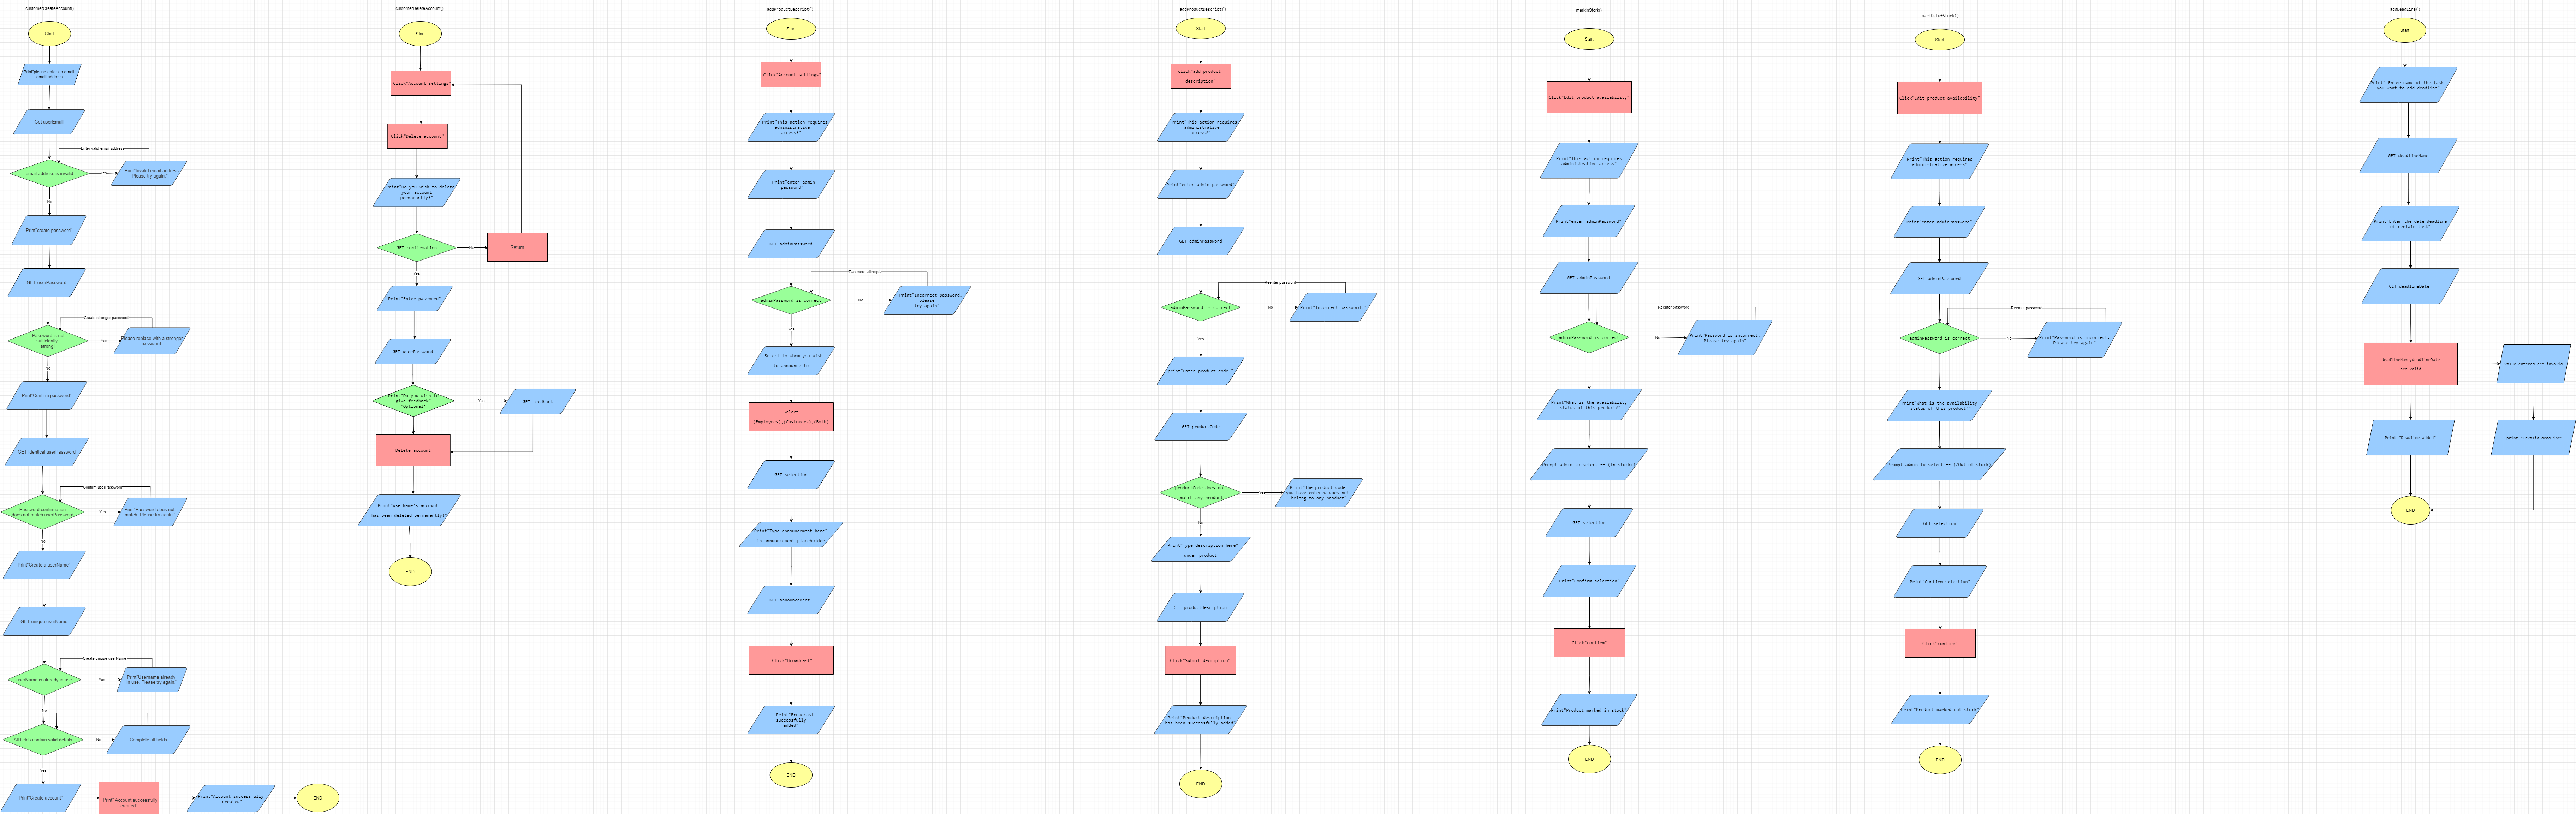 customerCreateAccount()
Start
Print"please enter an email
email address"
Get userEmail
Enter valid email address
email address is invalid
Yes
Print"Invalid email address.
Please try again."
No
Print"create password"
GET userPassword
Create stronger password
Password is not
sufficiently
strong!
Yes
Please replace with a stronger
password.
No
Print"Confirm password"
GET identical userPassword
Confirm userPassword
Password confirmation
does not match userPassword
Yes
Print"Password does not
match. Please try again."
No
Print"Create a userName"
GET unique userName
Create unique userName
userName is already in use
Yes
Print"Username already
in use. Please try again."
No
All fields contain valid details
No
Complete all fields
Yes
Print"Create account"
Print" Account successfully
created"
Print"Account successfully
created"
END
customerDeleteAccount()
Start
Click"Account settings"
Click"Delete account"
Print"Do you wish to delete
your account
permenantly?"
GET confirmation
No
Return
Yes
Print"Enter password"
GET userPassword
Print"Do you wish to
give feedback"
"Optional"
Yes
GET feedback
Delete account
Print"userName's account
has been deleted permanently!"
END
addProductDescript()
Start
Click"Account settings"
Print"This action requires
administrative
access?"
Print"enter admin
password"
GET adminPassword
Two more attempts
adminPassword is correct
No
Print"Incorrect password.
please
try again"
Yes
Select to whom you wish
to announce to
Select
(Employees),(Customers),(Both)
GET selection
Print"Type announcement here"
in announcement placeholder
GET announcement
Click"Broadcast"
Print"Broadcast
successfully
added"
END
addProductDescript()
Start
click"add product
description"
Print"This action requires
administrative
access?"
Print"enter admin password"
GET adminPassword
Reenter password
adminPassword is correct
No
Print"Incorrect password!"
Yes
print"Enter product code."
GET productCode
productCode does not
match any product
Yes
Print"The product code
you have entered does not
belong to any product"
No
Print"Type description here"
under product
GET productdesription
Click"Submit decription"
Print"Product description
has been successfully added"
END
markInStock()
Start
Click"Edit product availability"
Print"This action requires
administrative access"
Print"enter adminPassword"
GET adminPassword
Reenter password
adminPassword is correct
No
Print"Password is incorrect.
Please try again"
Print"What is the availability
status of this product?"
Prompt admin to select == (In stock/)
GET selection
Print"Confirm selection"
Click"confirm"
Print"Product marked in stock"
END
markOutofStore()
Start
Click"Edit product availability"
Print"This action requires
administrative access"
Print"enter adminPassword"
GET adminPassword
Reenter password
adminPassword is correct
No
Print"Password is incorrect.
Please try again"
Print"What is the availability
status of this product?"
Prompt admin to select == (/Out of stock)
GET selection
Print"Confirm selection"
Click"confirm"
Print"Product marked out stock"
END
addDeadline()
Start
Print" Enter name of the task
you want to add deadline"
GET deadlineName
Print"Enter the date deadline
of certain task"
GET deadlineDate
deadlineName,deadlineDate
are valid
value entered are invalid
Print "Deadline added"
print "Invalid deadline"
END